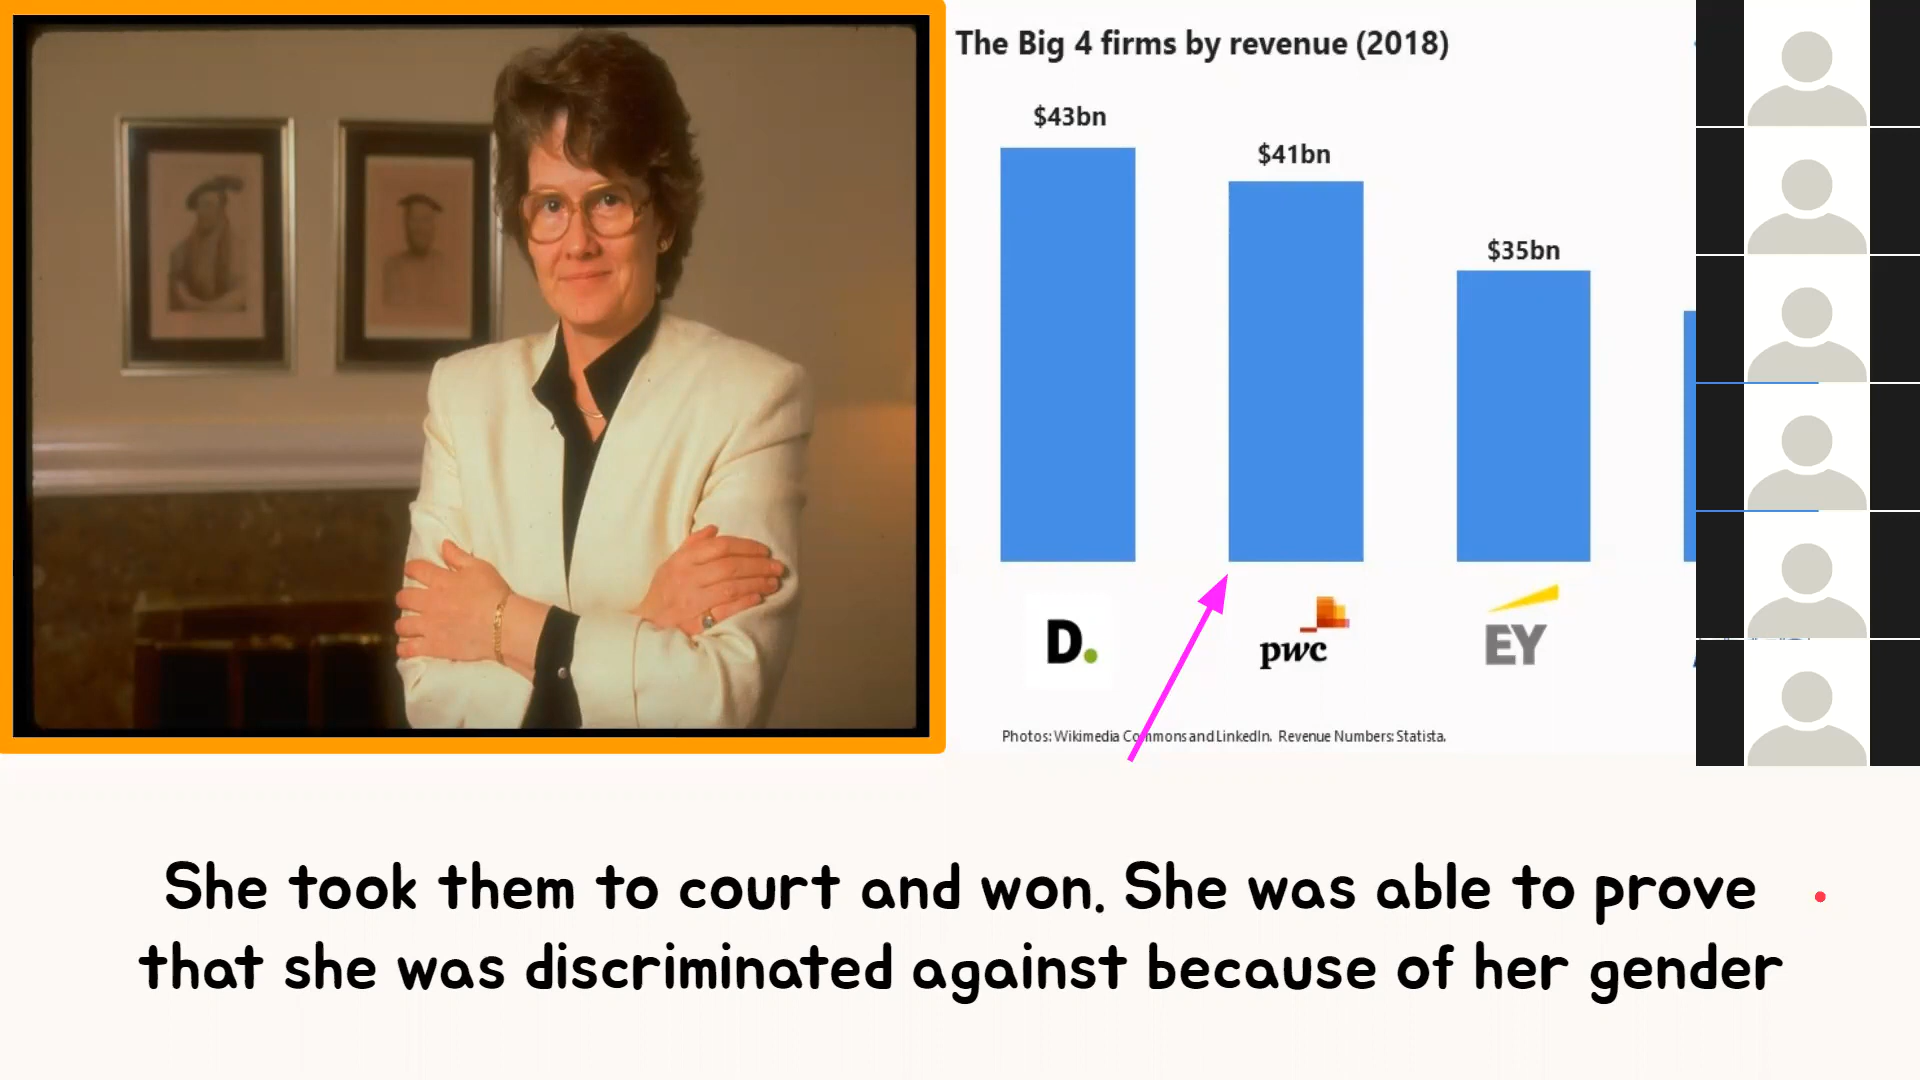 The Big 4 firms by revenue (2018)
$43bn
$41bn
$35bn
D.
pwc
EY
Photos: Wikimedia Commons and LinkedIn. Revenue Numbers: Statista.
She took them to court and won. She was able to prove
that she was discriminated against because of her gender